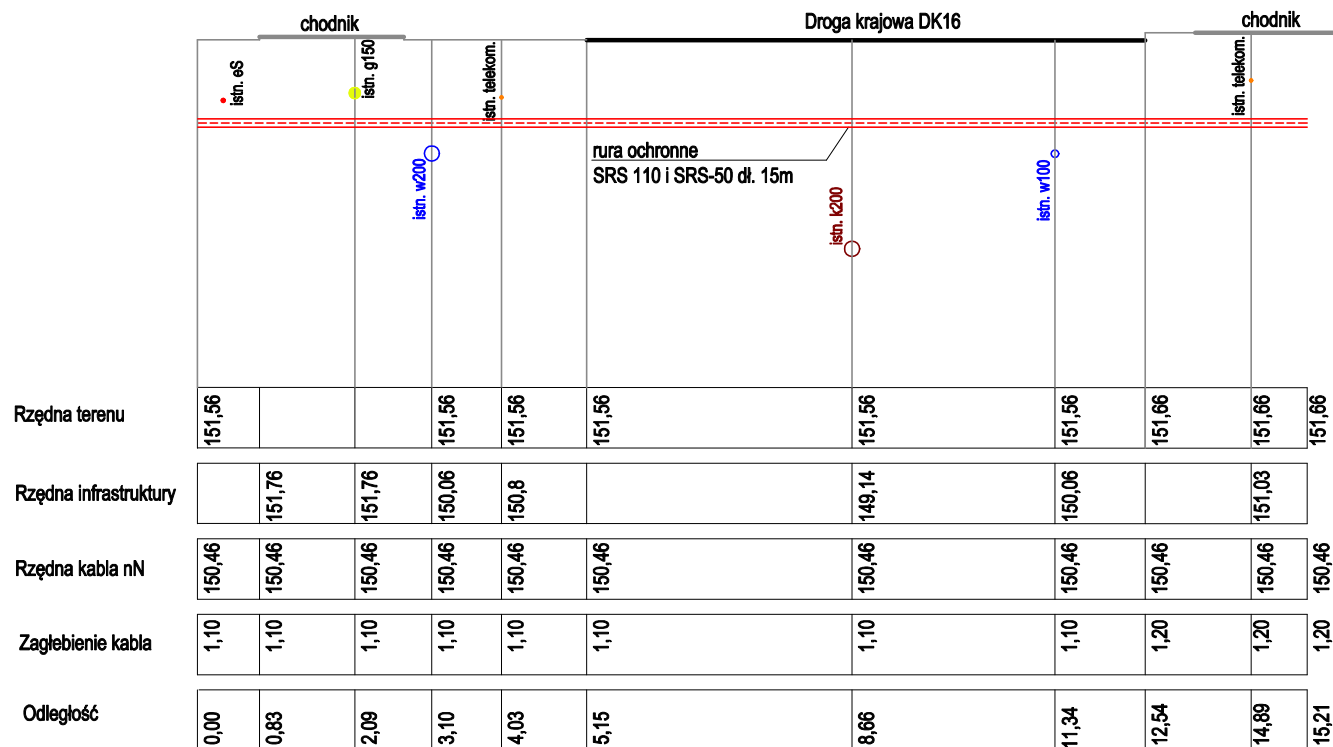 chodnik
Droga krajowa DK16
chodnik
istn. eS
istn. g150
istn. telekom.
istn. telekom.
rura ochronne
SRS 110 i SRS-50 dł. 15m
istn. w200
istn. k200
istn. w100
Rzędna terenu
151,56 151,56 151,56 151,56 151,56 151,56 151,66 151,66 151,66
Rzędna infrastruktury
151,76 151,76 150,06 150,8 149,14 150,06 151,03
Rzędna kabla nN
150,46 150,46 150,46 150,46 150,46 150,46 150,46 150,46 150,46 150,46 150,46
Zagłebienie kabla
1,10 1,10 1,10 1,10 1,10 1,10 1,10 1,10 1,20 1,20 1,20
Odległość
0,00 0,83 2,09 3,10 4,03 5,15 8,66 11,34 12,54 14,89 15,21